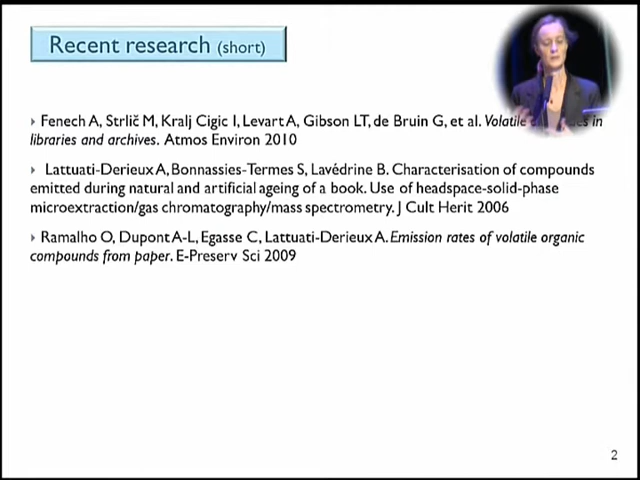 Recent research (short)
Fenech A, Strlič M, Kralj Cigic I, Levart A, Gibson LT, de Bruin G, et al. Volatile in
libraries and archives. Atmos Environ 2010
Lattuati-Derieux A, Bonnassies-Termes S, Lavédrine B. Characterisation of compounds
emitted during natural and artificial ageing of a book. Use of headspace-solid-phase
microextraction/gas chromatography/mass spectrometry. J Cult Herit 2006
Ramalho O, Dupont A-L, Egasse C, Lattuati-Derieux A. Emission rates of volatile organic
compounds from paper. E-Preserv Sci 2009
2